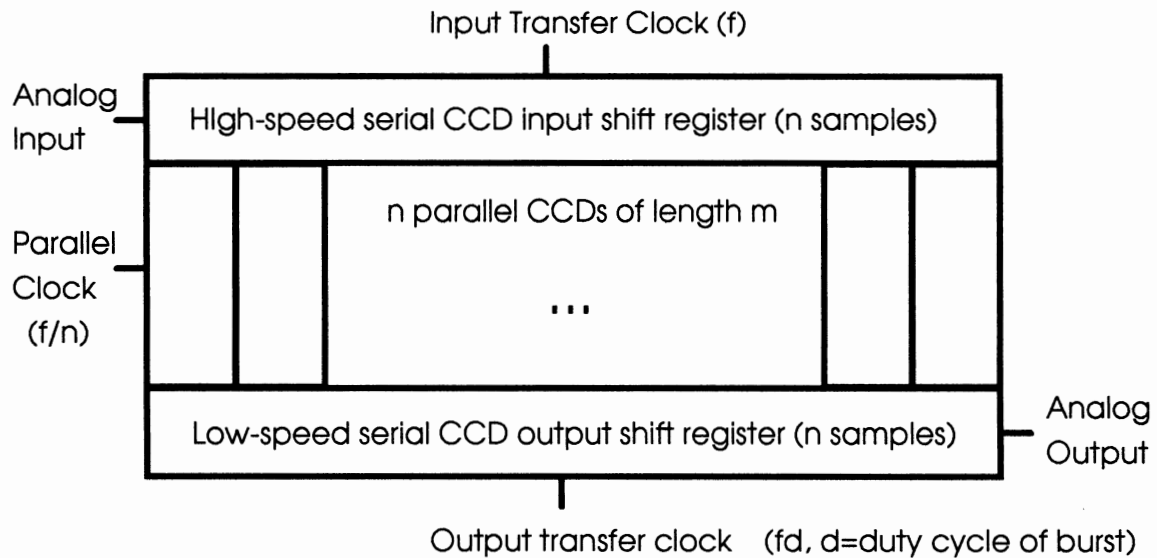 Input Transfer Clock (f)
Analog
Input
HIgh-speed serial CCD input shift register (n samples)
n parallel CCDs of length m
Parallel
Clock
(f/n)
...
Low-speed serial CCD output shift register (n samples)
Analog
Output
Output transfer clock (fd, d=duty cycle of burst)